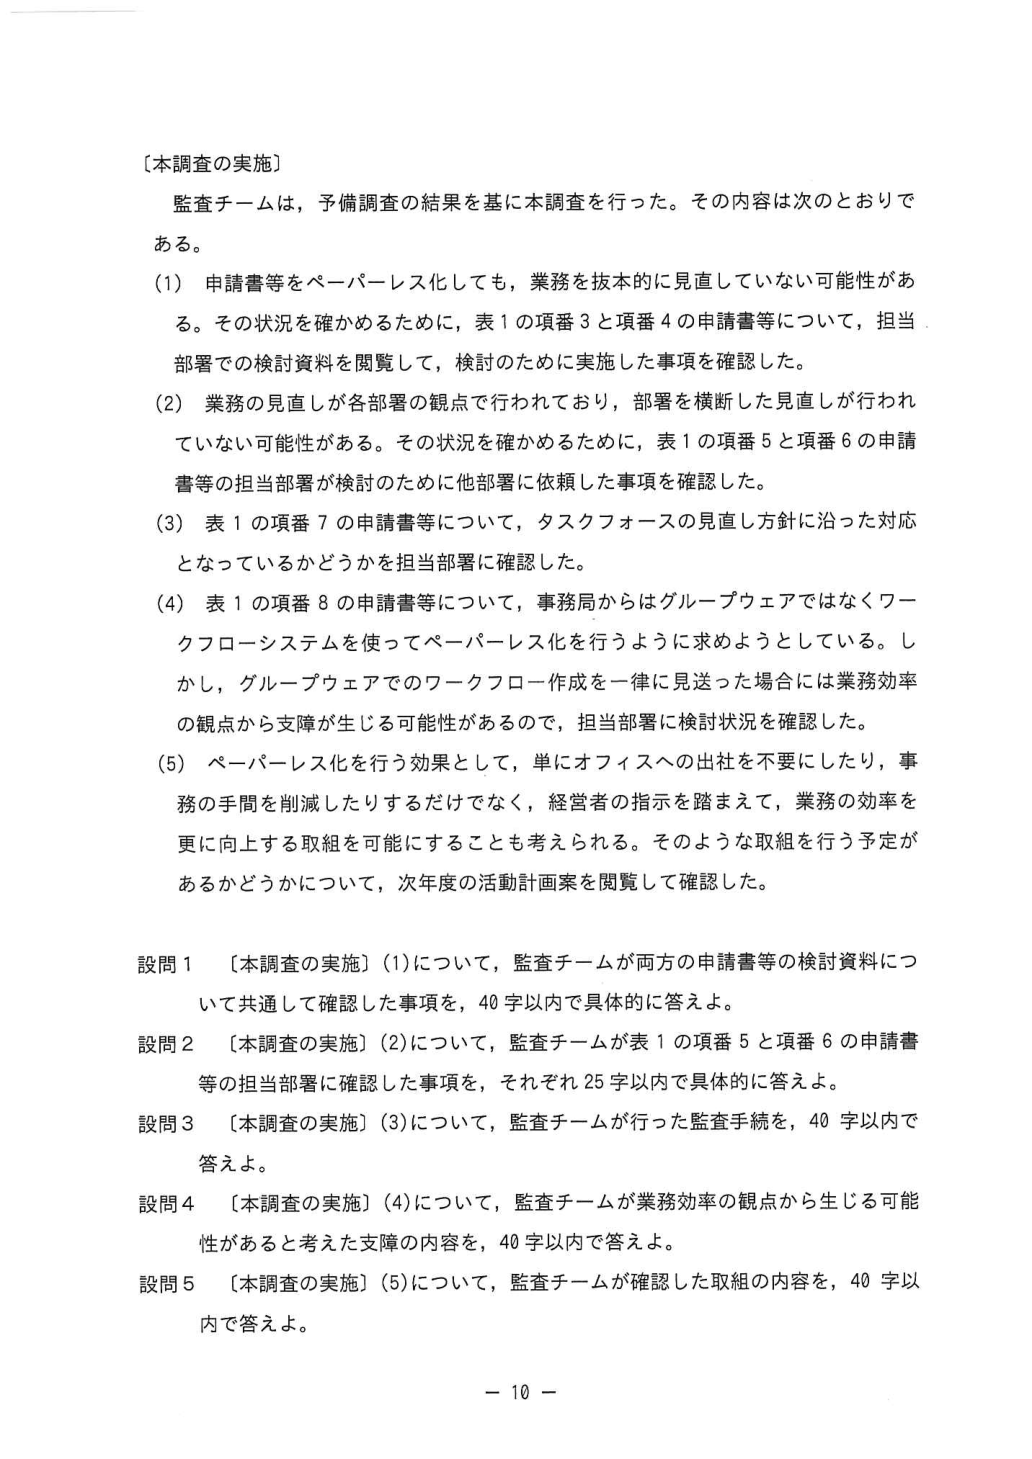 〔本調査の実施〕
監査チームは，予備調査の結果を基に本調査を行った。その内容は次のとおりで
ある。
(1) 申請書等をペーパーレス化しても，業務を抜本的に見直していない可能性があ
る。その状況を確かめるために，表1の項番3と項番4の申請書等について，担当
部署での検討資料を閲覧して，検討のために実施した事項を確認した。
(2) 業務の見直しが各部署の観点で行われており，部署を横断した見直しが行われ
ていない可能性がある。その状況を確かめるために，表1の項番5と項番6の申請
書等の担当部署が検討のために他部署に依頼した事項を確認した。
(3) 表1の項番7の申請書等について，タスクフォースの見直し方針に沿った対応
となっているかどうかを担当部署に確認した。
(4) 表1の項番8の申請書等について，事務局からはグループウェアではなくワー
クフローシステムを使ってペーパーレス化を行うように求めようとしている。し
かし，グループウェアでのワークフロー作成を一律に見送った場合には業務効率
の観点から支障が生じる可能性があるので，担当部署に検討状況を確認した。
(5) ペーパーレス化を行う効果として，単にオフィスへの出社を不要にしたり，事
務の手間を削減したりするだけでなく，経営者の指示を踏まえて，業務の効率を
更に向上する取組を可能にすることも考えられる。そのような取組を行う予定が
あるかどうかについて，次年度の活動計画案を閲覧して確認した。
設問1 〔本調査の実施〕(1)について，監査チームが両方の申請書等の検討資料につ
いて共通して確認した事項を，40字以内で具体的に答えよ。
設問2 〔本調査の実施〕(2)について，監査チームが表1の項番5と項番6の申請書
等の担当部署に確認した事項を，それぞれ25字以内で具体的に答えよ。
設問3 〔本調査の実施〕(3)について，監査チームが行った監査手続を，40字以内で
答えよ。
設問4 〔本調査の実施〕(4)について，監査チームが業務効率の観点から生じる可能
性があると考えた支障の内容を，40字以内で答えよ。
設問5 〔本調査の実施〕(5)について，監査チームが確認した取組の内容を，40字以
内で答えよ。
－ 10 －